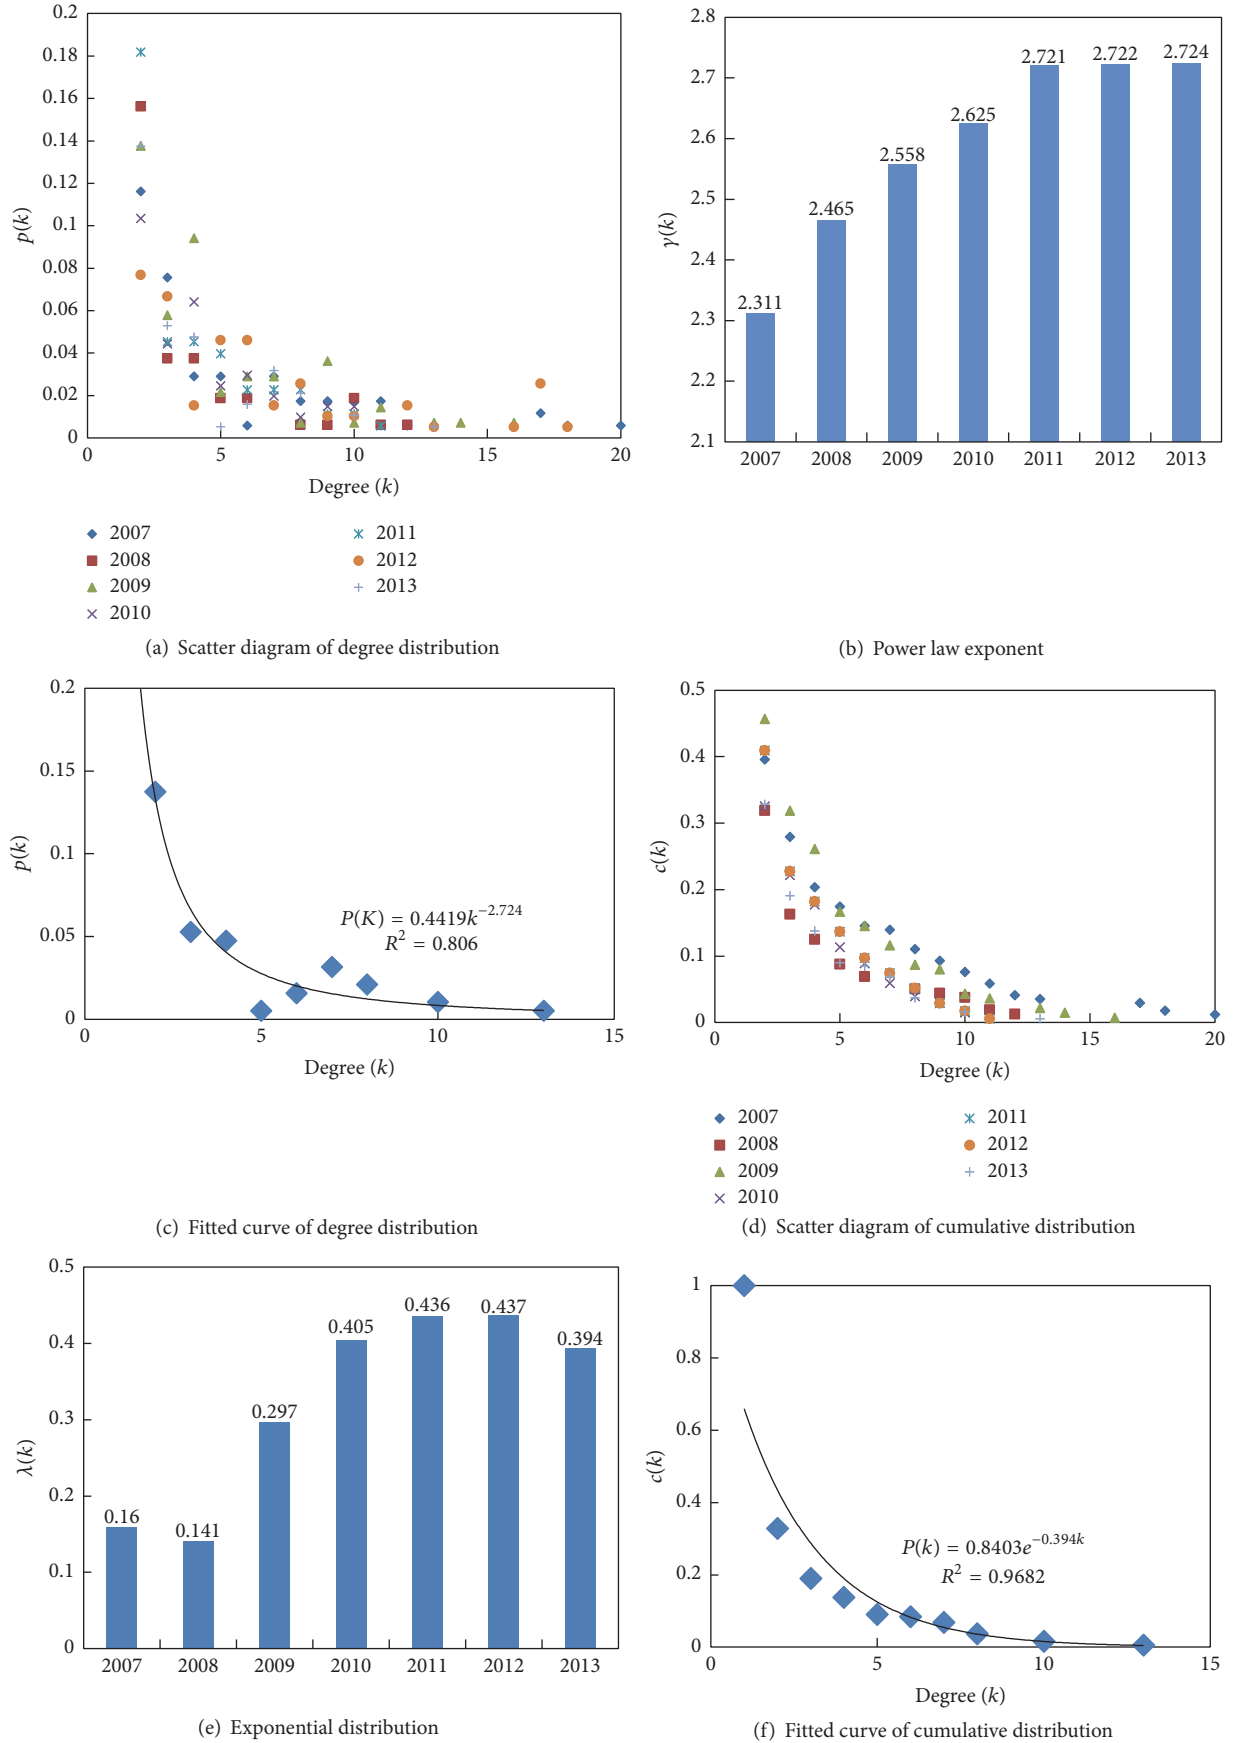 0.2
0.18
0.16
0.14
0.12
0.1
0.08
0.06
0.04
0.02
0
p(k)
0 5 10 15 20
Degree (k)
2007
2008
2009
2010
2011
2012
2013
(a) Scatter diagram of degree distribution
2.8
2.7
2.6
2.5
2.4
2.3
2.2
2.1
γ(k)
2.311
2.465
2.558
2.625
2.721
2.722
2.724
2007 2008 2009 2010 2011 2012 2013
(b) Power law exponent
0.2
0.15
0.1
0.05
0
p(k)
P(K) = 0.4419k^−2.724
R^2 = 0.806
0 5 10 15
Degree (k)
(c) Fitted curve of degree distribution
0.5
0.4
0.3
0.2
0.1
0
c(k)
0 5 10 15 20
Degree (k)
2007
2008
2009
2010
2011
2012
2013
(d) Scatter diagram of cumulative distribution
0.5
0.4
0.3
0.2
0.1
0
λ(k)
0.16
0.141
0.297
0.405
0.436
0.437
0.394
2007 2008 2009 2010 2011 2012 2013
(e) Exponential distribution
1
0.8
0.6
0.4
0.2
0
c(k)
P(k) = 0.8403e^−0.394k
R^2 = 0.9682
0 5 10 15
Degree (k)
(f) Fitted curve of cumulative distribution